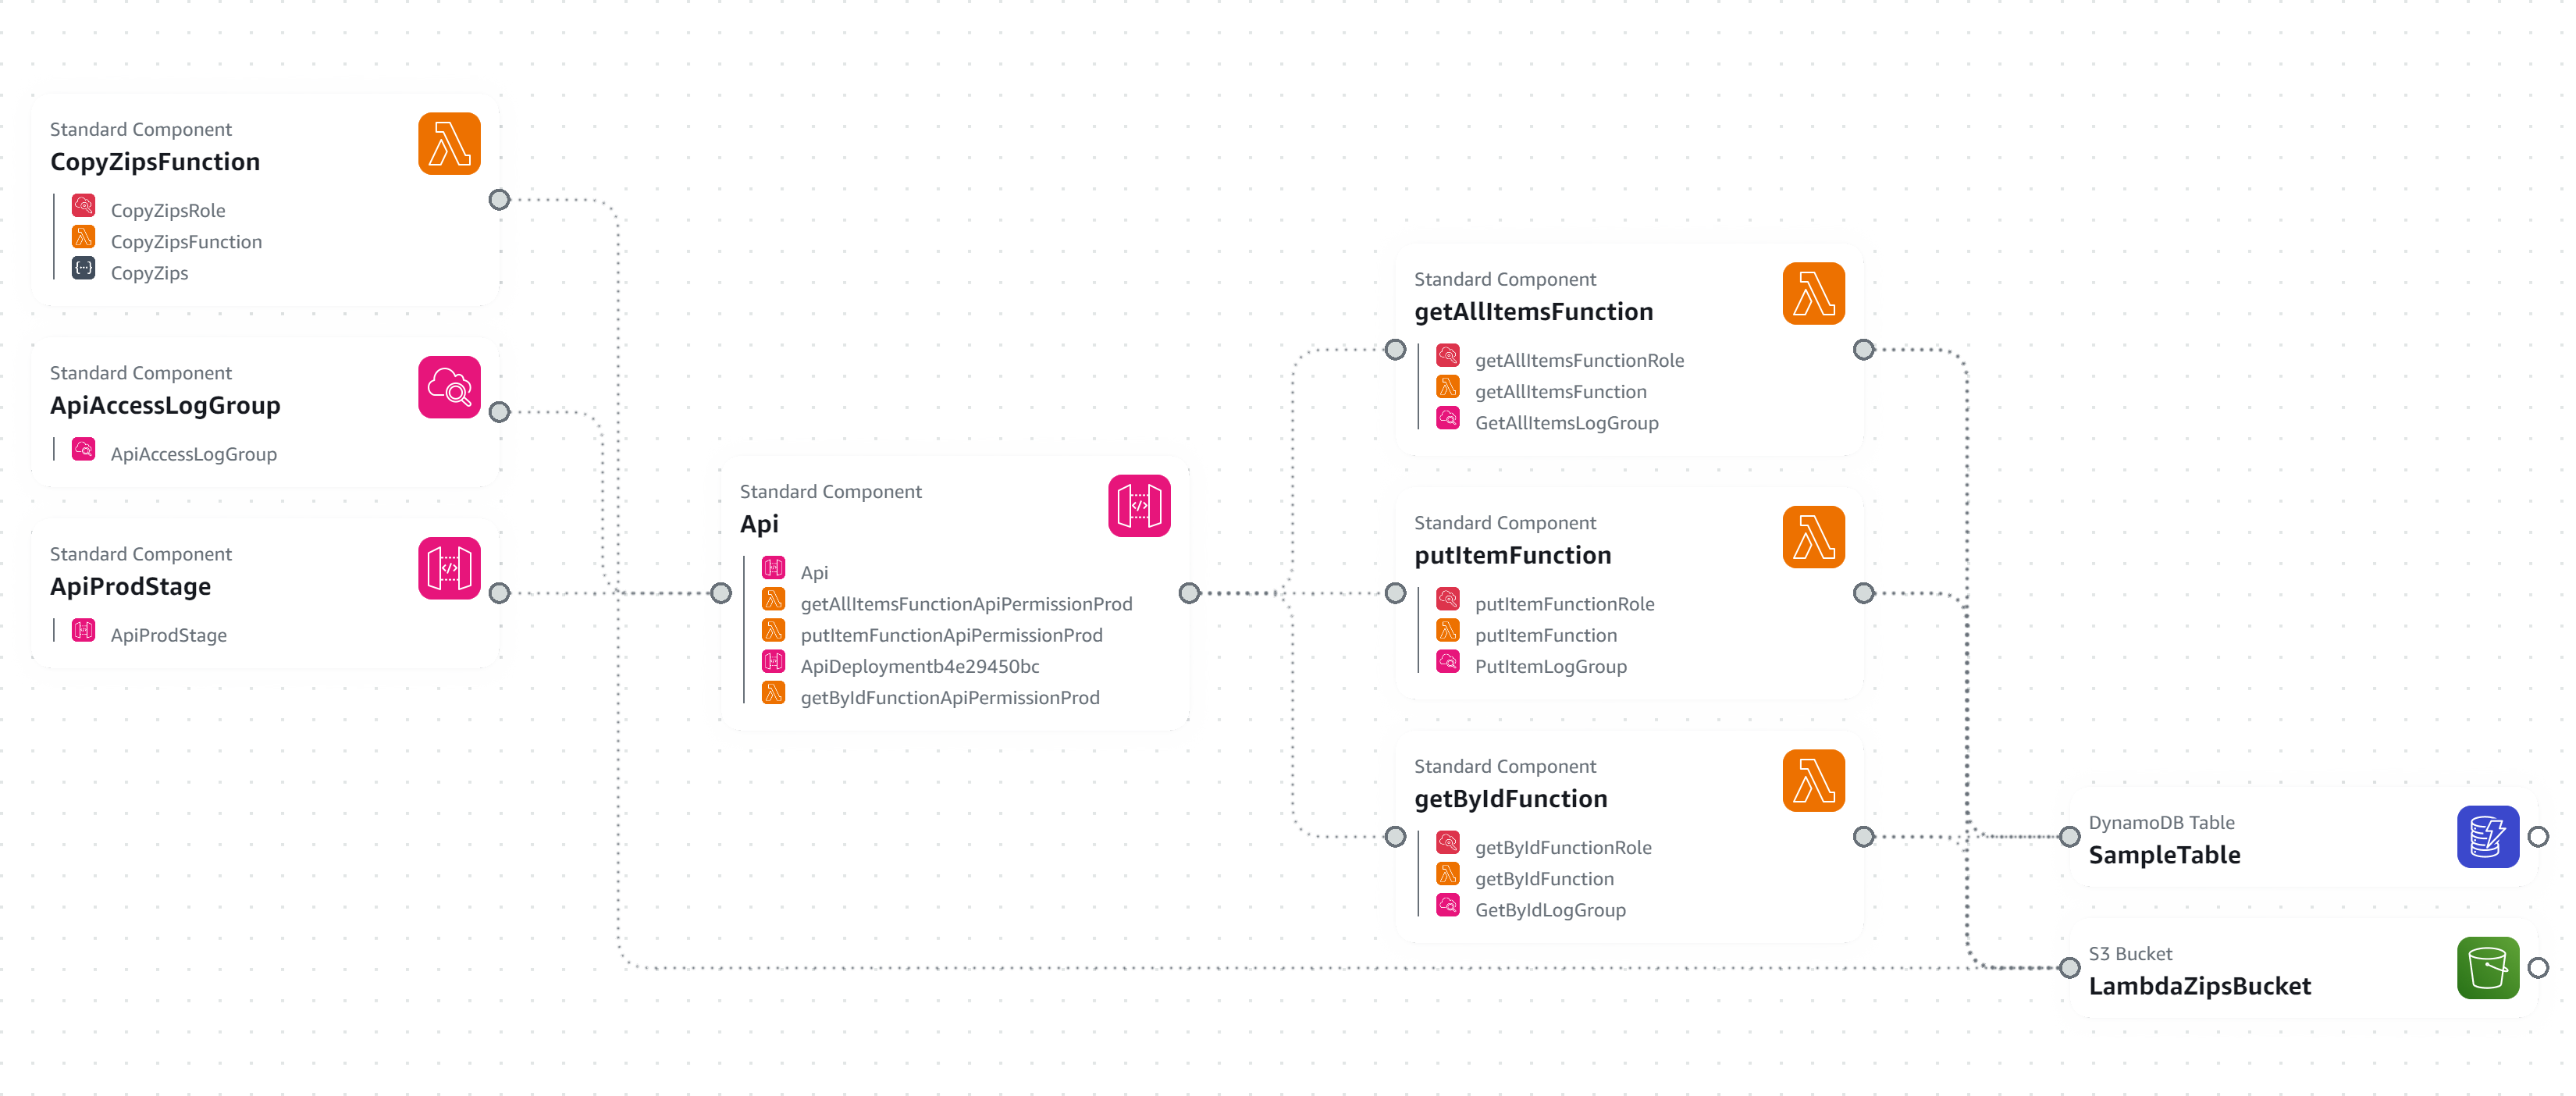 Standard Component
CopyZipsFunction
CopyZipsRole
CopyZipsFunction
CopyZips
Standard Component
ApiAccessLogGroup
ApiAccessLogGroup
Standard Component
ApiProdStage
ApiProdStage
Standard Component
Api
Api
getAllItemsFunctionApiPermissionProd
putItemFunctionApiPermissionProd
ApiDeploymentb4e29450bc
getByIdFunctionApiPermissionProd
Standard Component
getAllItemsFunction
getAllItemsFunctionRole
getAllItemsFunction
GetAllItemsLogGroup
Standard Component
putItemFunction
putItemFunctionRole
putItemFunction
PutItemLogGroup
Standard Component
getByIdFunction
getByIdFunctionRole
getByIdFunction
GetByIdLogGroup
DynamoDB Table
SampleTable
S3 Bucket
LambdaZipsBucket